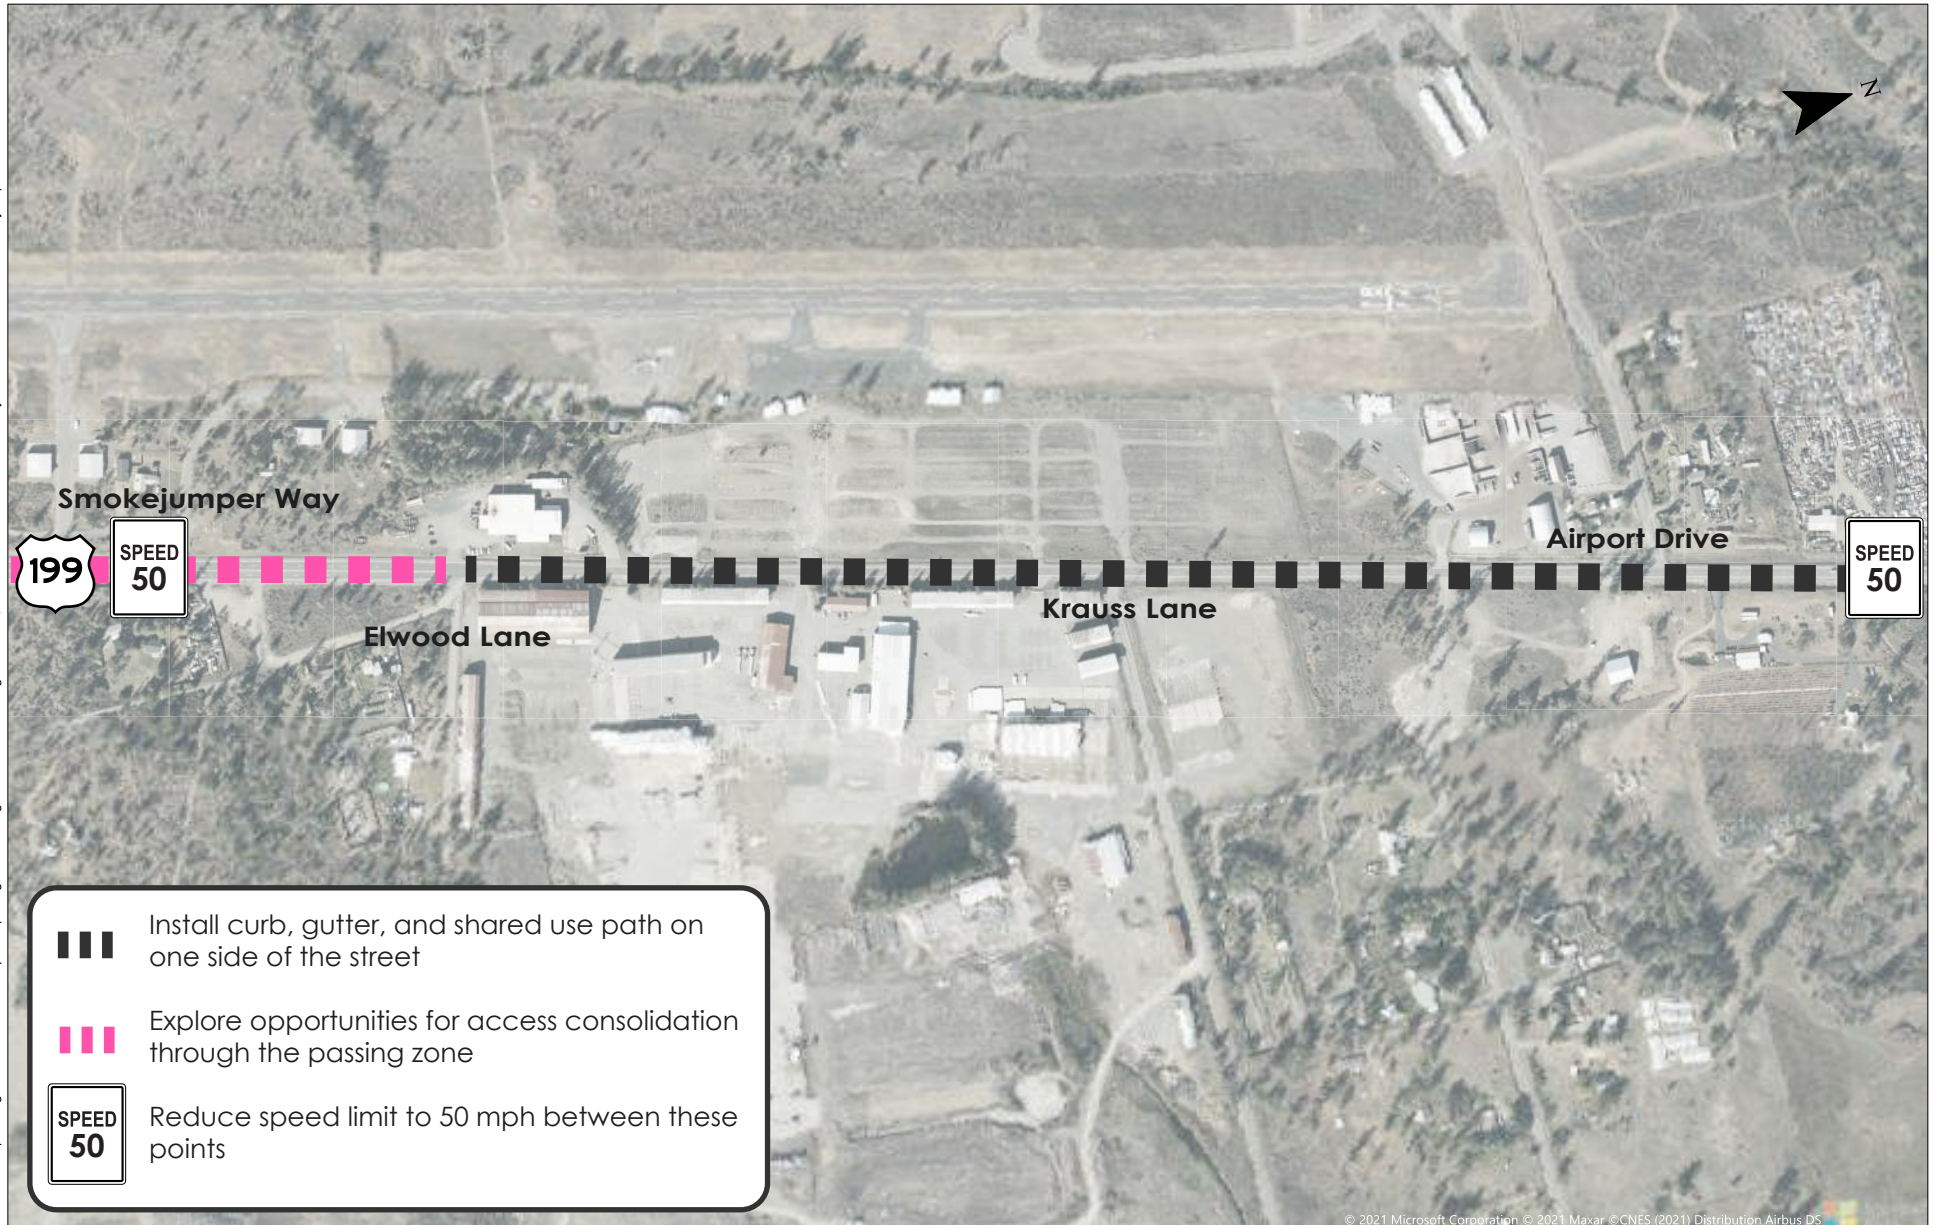 N
Smokejumper Way
199
SPEED
50
Airport Drive
SPEED
50
Krauss Lane
Elwood Lane
Install curb, gutter, and shared use path on
one side of the street
Explore opportunities for access consolidation
through the passing zone
SPEED
50
Reduce speed limit to 50 mph between these
points
© 2021 Microsoft Corporation © 2021 Maxar ©CNES (2021) Distribution Airbus DS